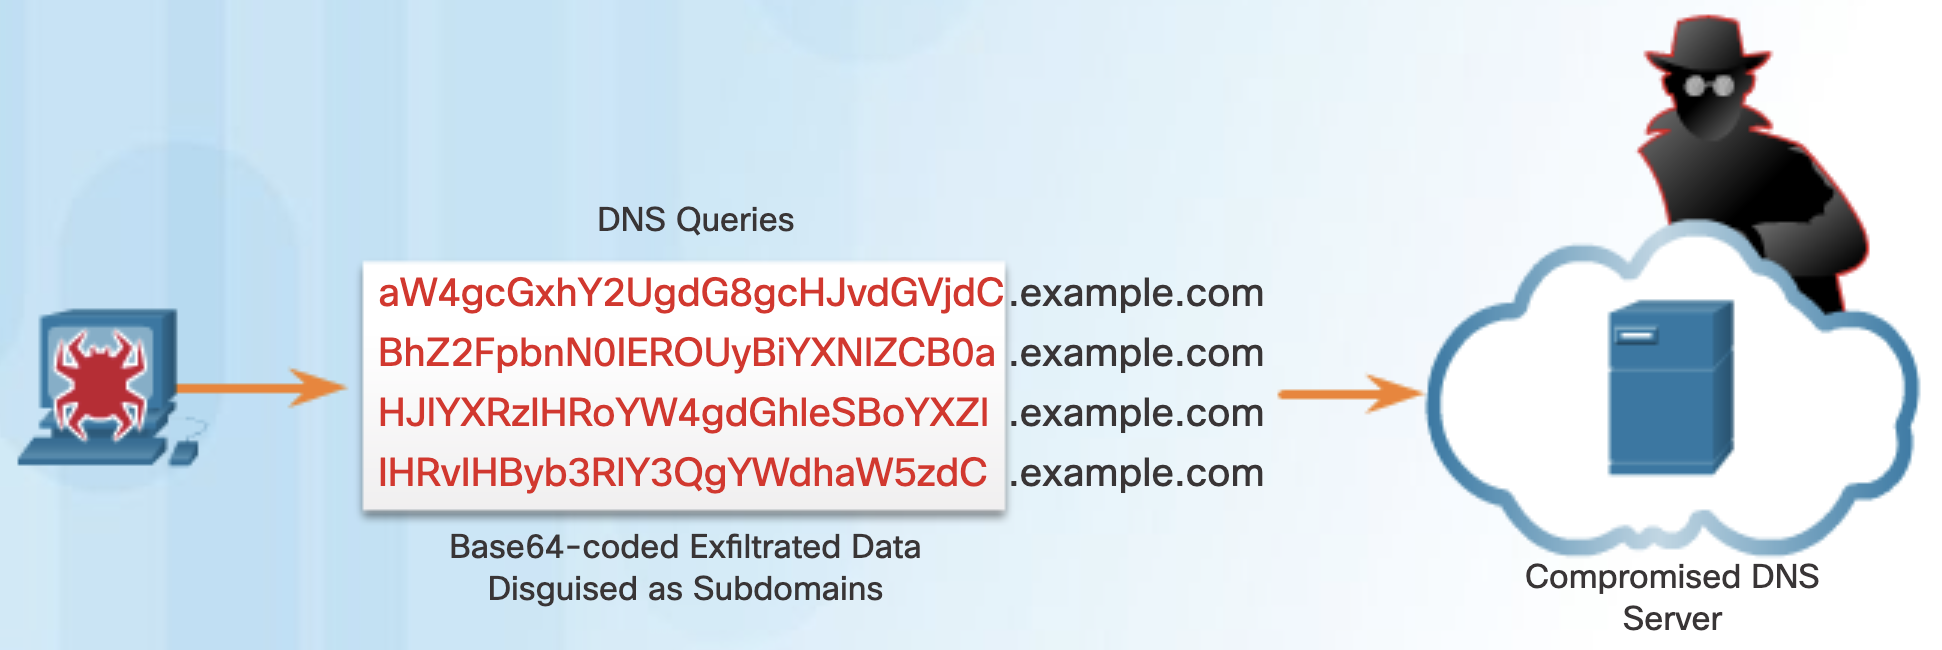 DNS Queries
aW4gcGxhY2UgdG8gcHJvdGVjdC.example.com
BhZ2FpbnN0IEROUyBiYXNlZCB0a .example.com
HJlYXRzIHRoYW4gdGhleSBoYXZl .example.com
IHRvIHByb3RlY3QgYWdhaW5zdC .example.com
Base64-coded Exfiltrated Data
Disguised as Subdomains
Compromised DNS
Server